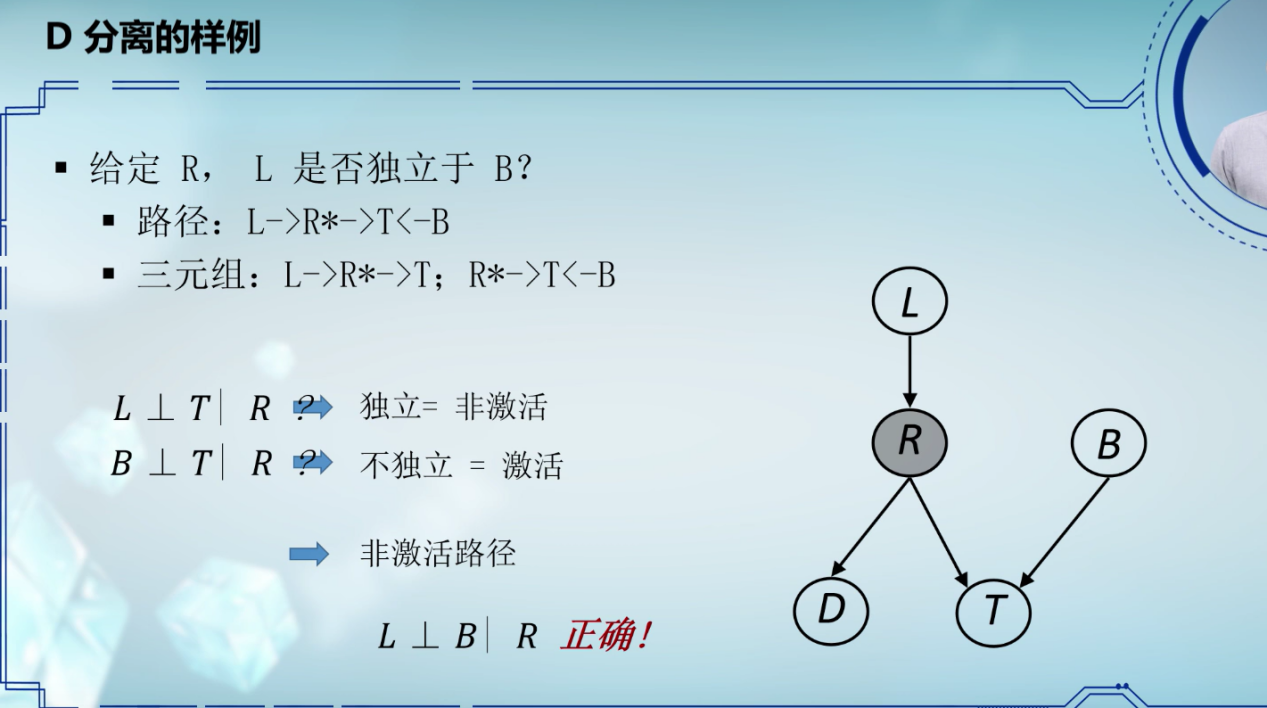 D 分离的样例
▪ 给定 R， L 是否独立于 B？
▪ 路径：L->R*->T<-B
▪ 三元组：L->R*->T；R*->T<-B
L ⊥ T| R ? 独立= 非激活
B ⊥ T| R ? 不独立 = 激活
非激活路径
L ⊥ B| R 正确！
L
R
B
D
T